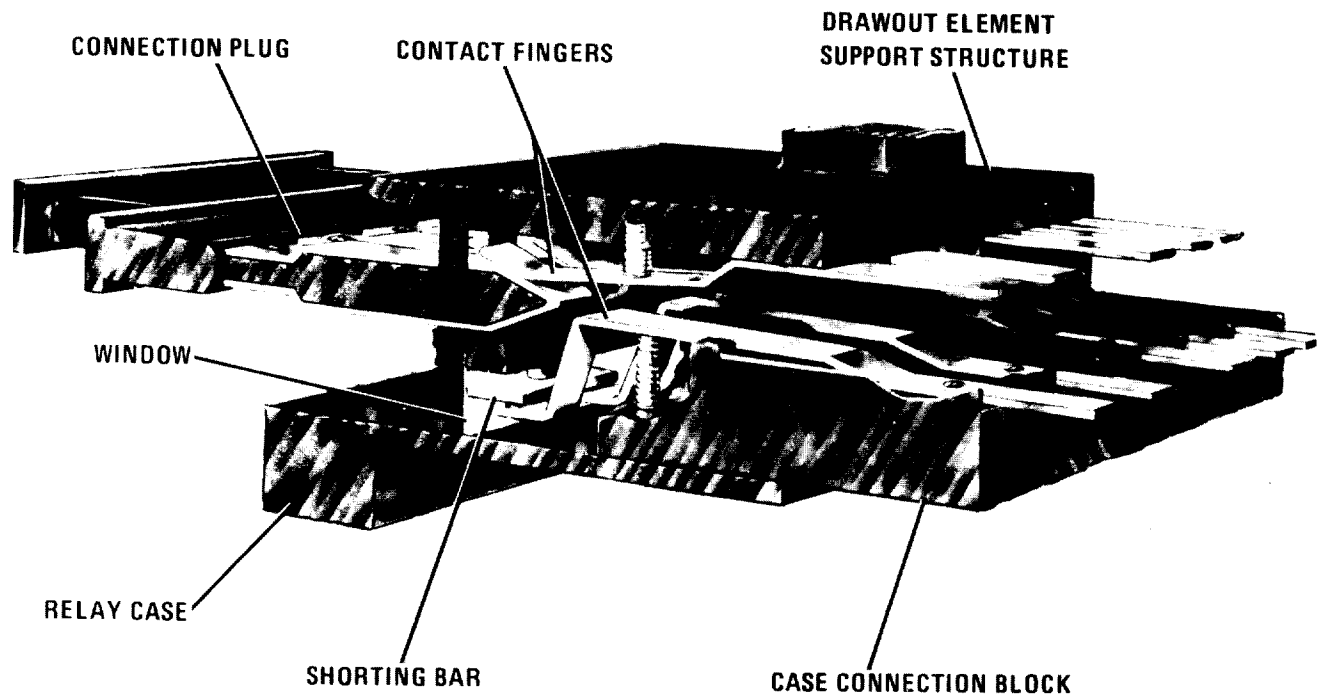 DRAWOUT ELEMENT
SUPPORT STRUCTURE
CONNECTION PLUG
CONTACT FINGERS
WINDOW
RELAY CASE
SHORTING BAR
CASE CONNECTION BLOCK